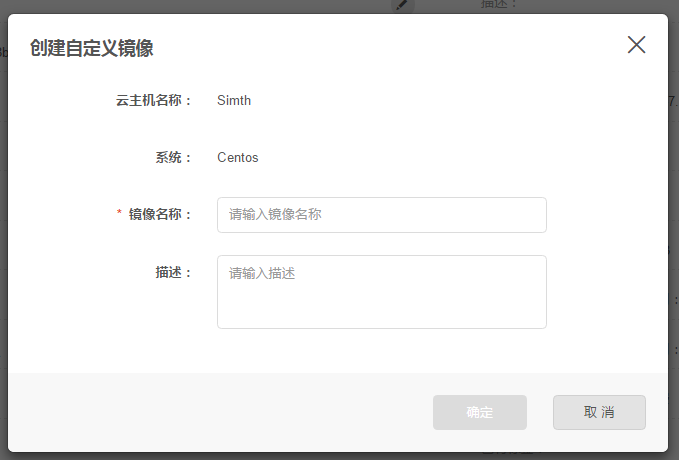 描述：
创建自定义镜像
云主机名称： Simth
系统： Centos
* 镜像名称： 请输入镜像名称
描述： 请输入描述
确定 取 消